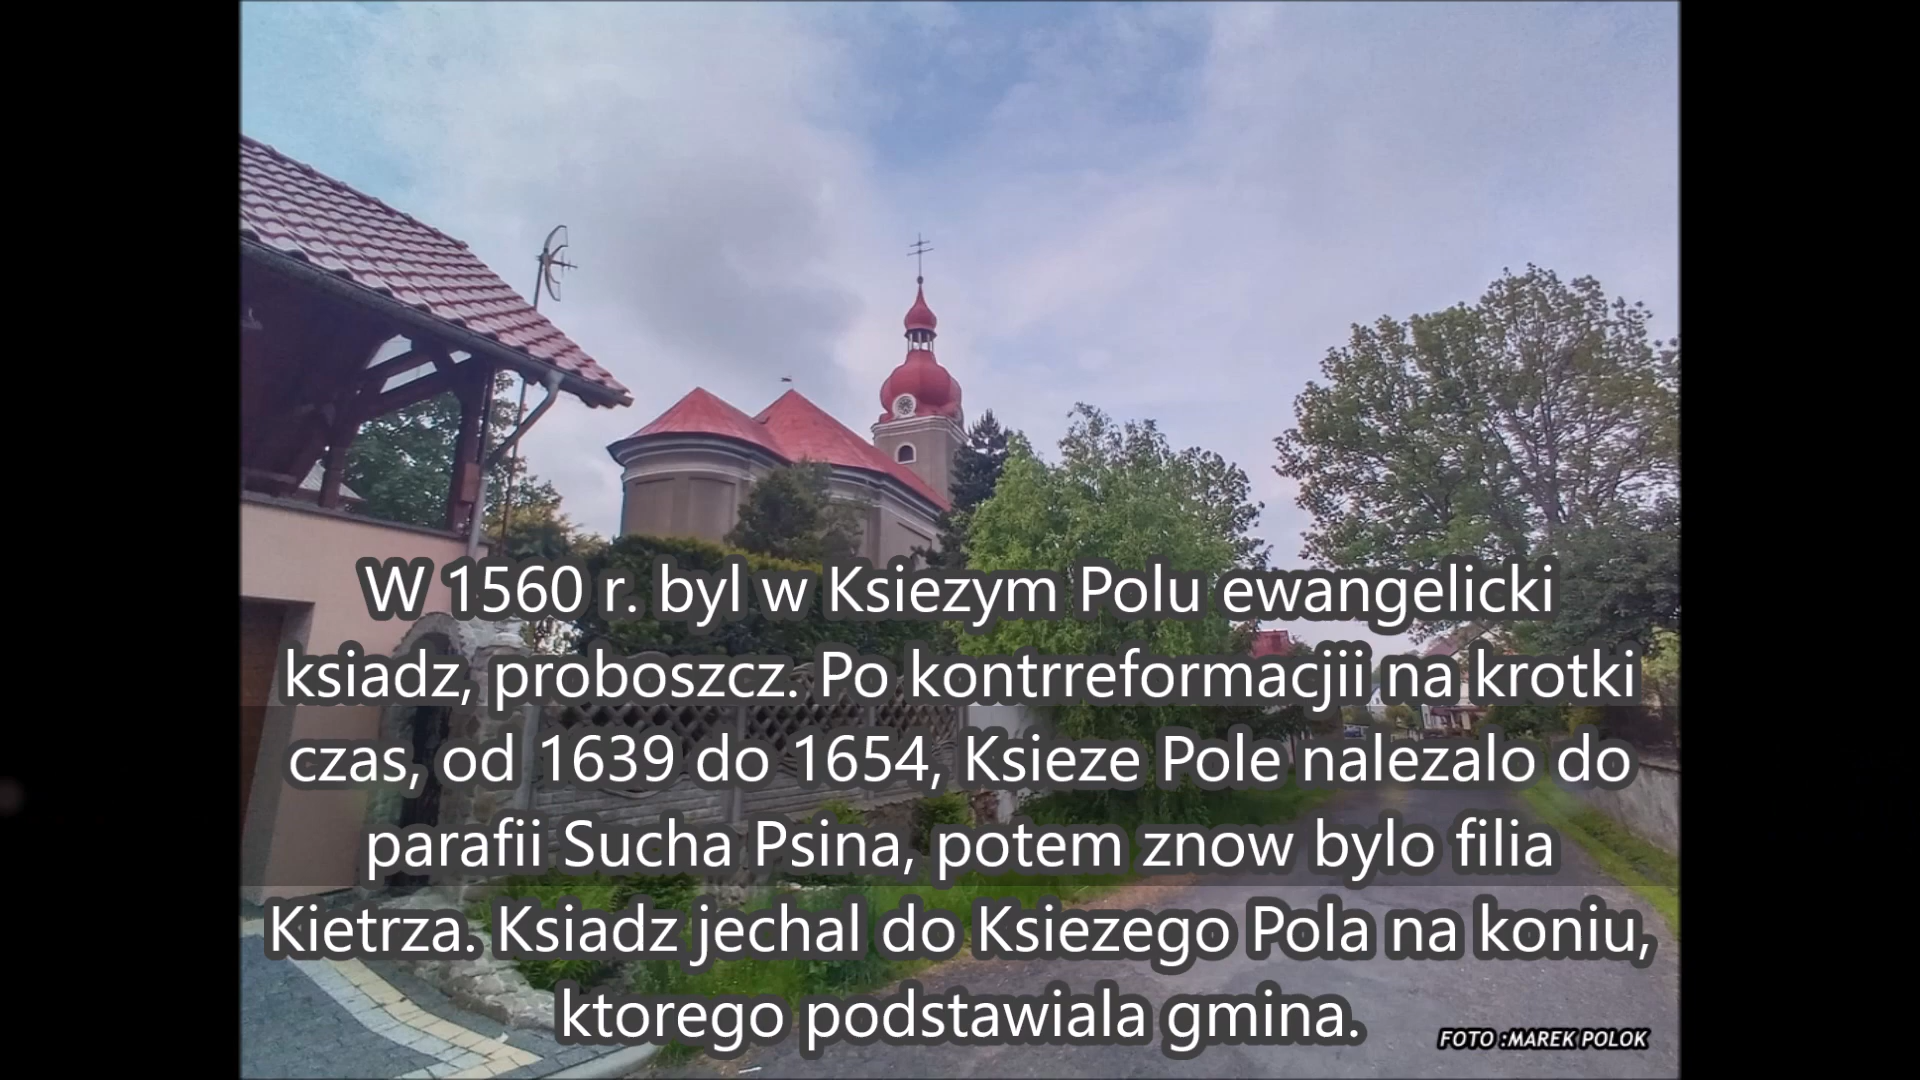 W 1560 r. byl w Ksiezym Polu ewangelicki
ksiadz, proboszcz. Po kontrreformacjii na krotki
czas, od 1639 do 1654, Ksieze Pole nalezalo do
parafii Sucha Psina, potem znow bylo filia
Kietrza. Ksiadz jechal do Ksiezego Pola na koniu,
ktorego podstawiala gmina.
FOTO :MAREK POLOK